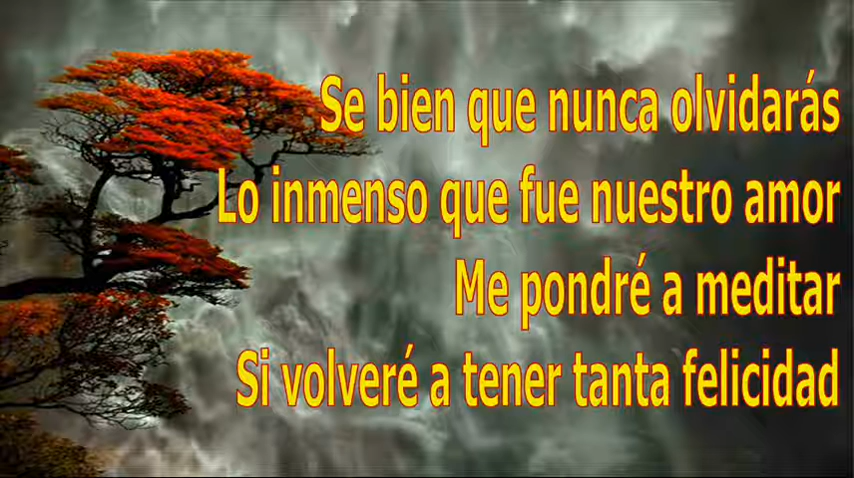 Se bien que nunca olvidarás
Lo inmenso que fue nuestro amor
Me pondré a meditar
Si volveré a tener tanta felicidad